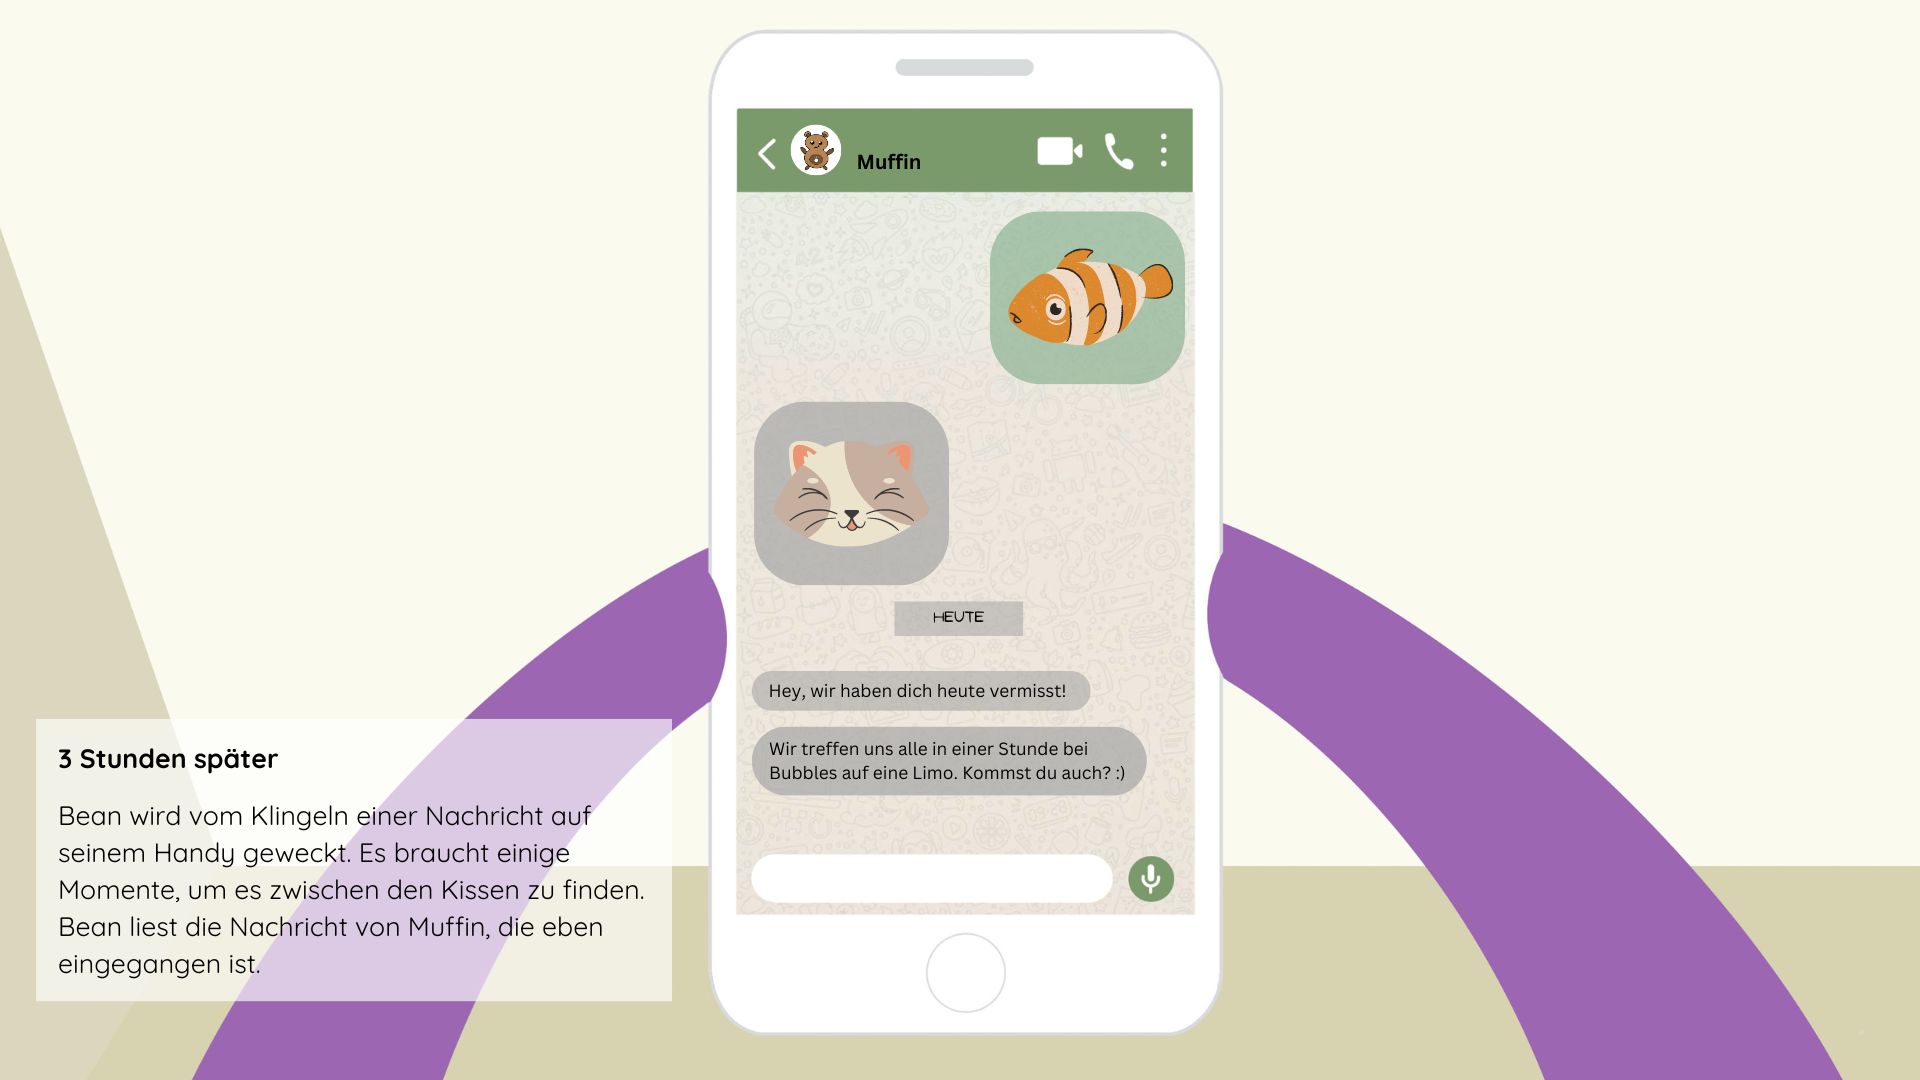 Muffin
HEUTE
Hey, wir haben dich heute vermisst!
Wir treffen uns alle in einer Stunde bei
Bubbles auf eine Limo. Kommst du auch? :)
3 Stunden später
Bean wird vom Klingeln einer Nachricht auf
seinem Handy geweckt. Es braucht einige
Momente, um es zwischen den Kissen zu finden.
Bean liest die Nachricht von Muffin, die eben
eingegangen ist.